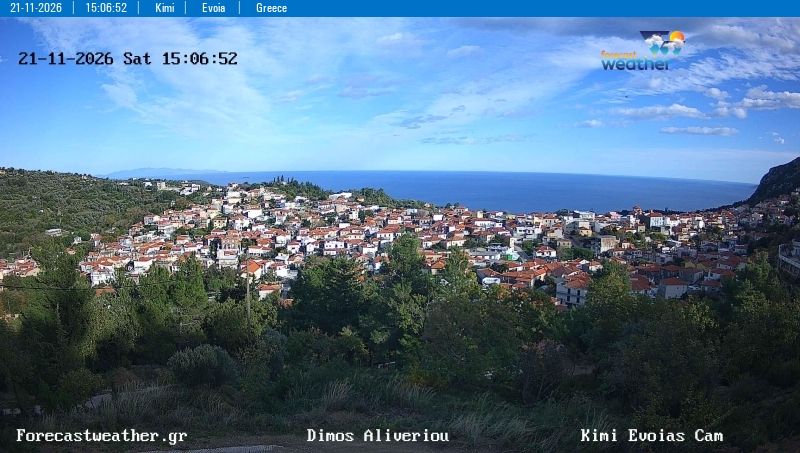 21-11-2026 | 15:06:52 | Kimi | Evoia | Greece
21-11-2026 Sat 15:06:52
forecast
weather
Forecastweather.gr Dimos Aliveriou Kimi Evoias Cam